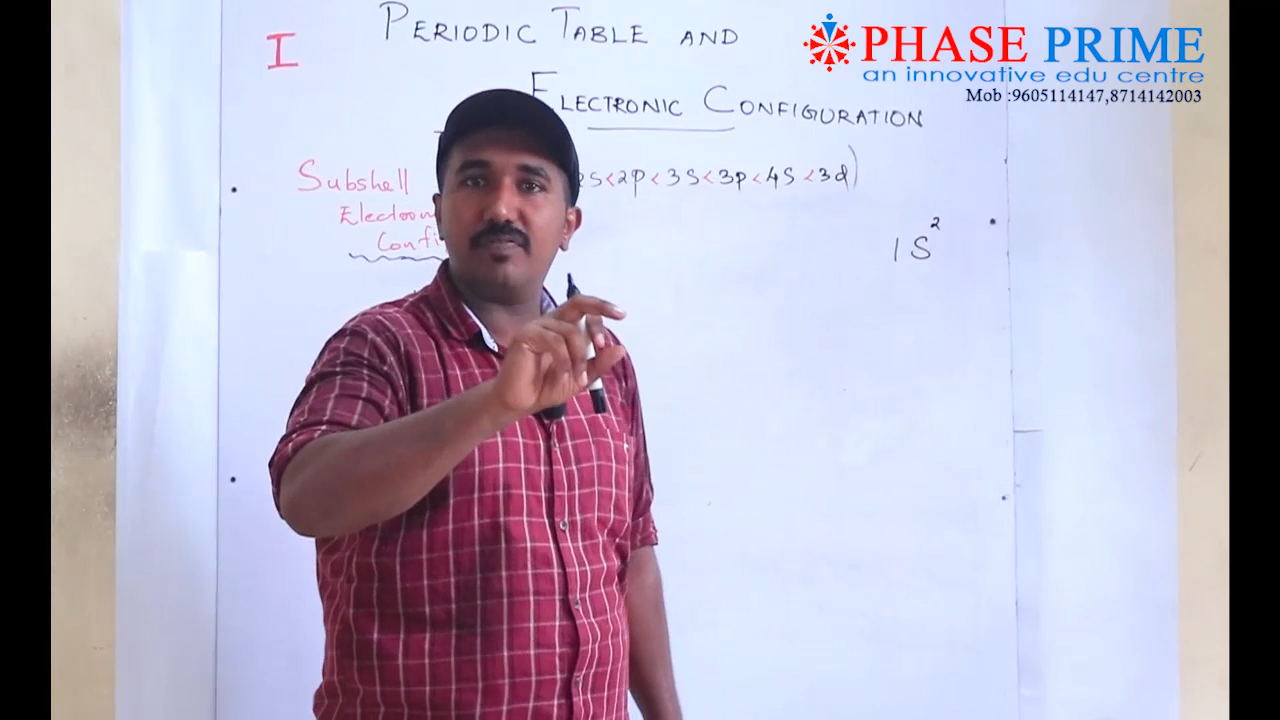 PHASE PRIME
an innovative edu centre
Mob :9605114147,8714142003
I
PERIODIC TABLE AND
ELECTRONIC CONFIGURATION
Subshell 2s<2p<3s<3p<4s<3d)
1S²